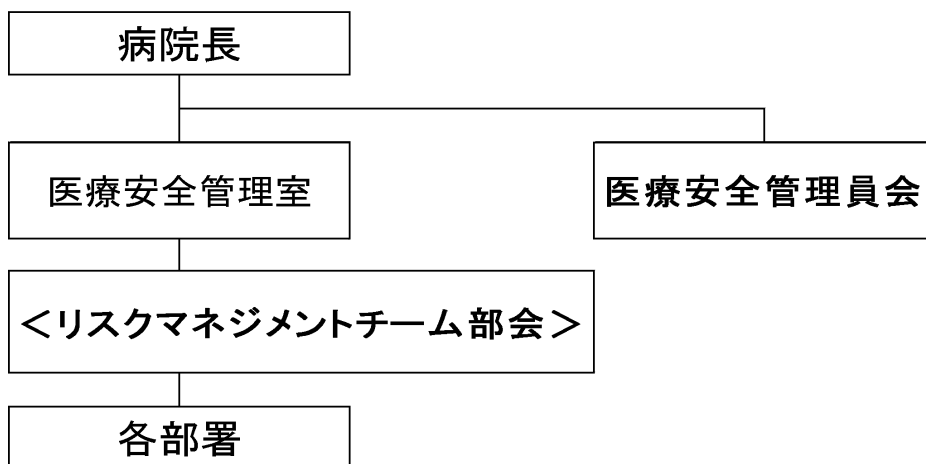 病院長
医療安全管理室
医療安全管理員会
＜リスクマネジメントチーム部会＞
各部署